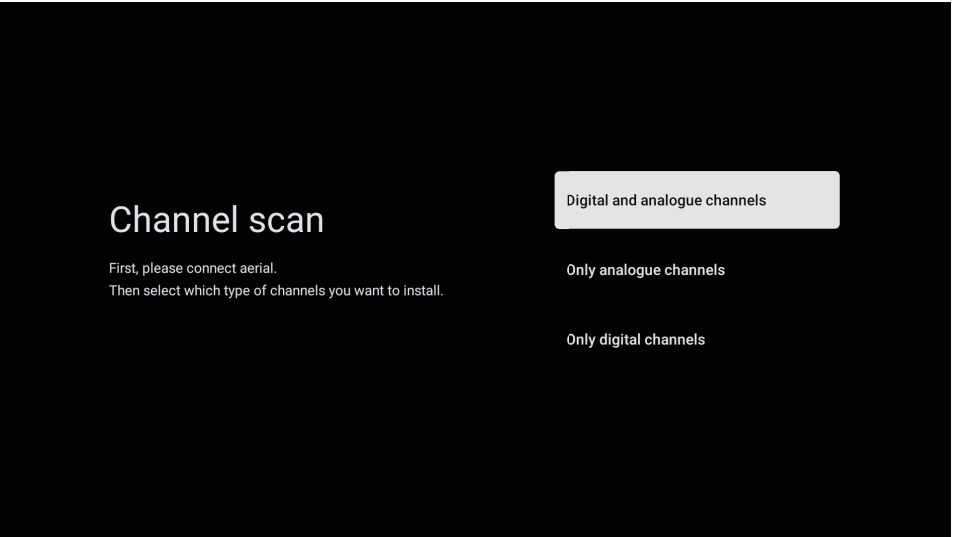 Channel scan
First, please connect aerial.
Then select which type of channels you want to install.
Digital and analogue channels
Only analogue channels
Only digital channels